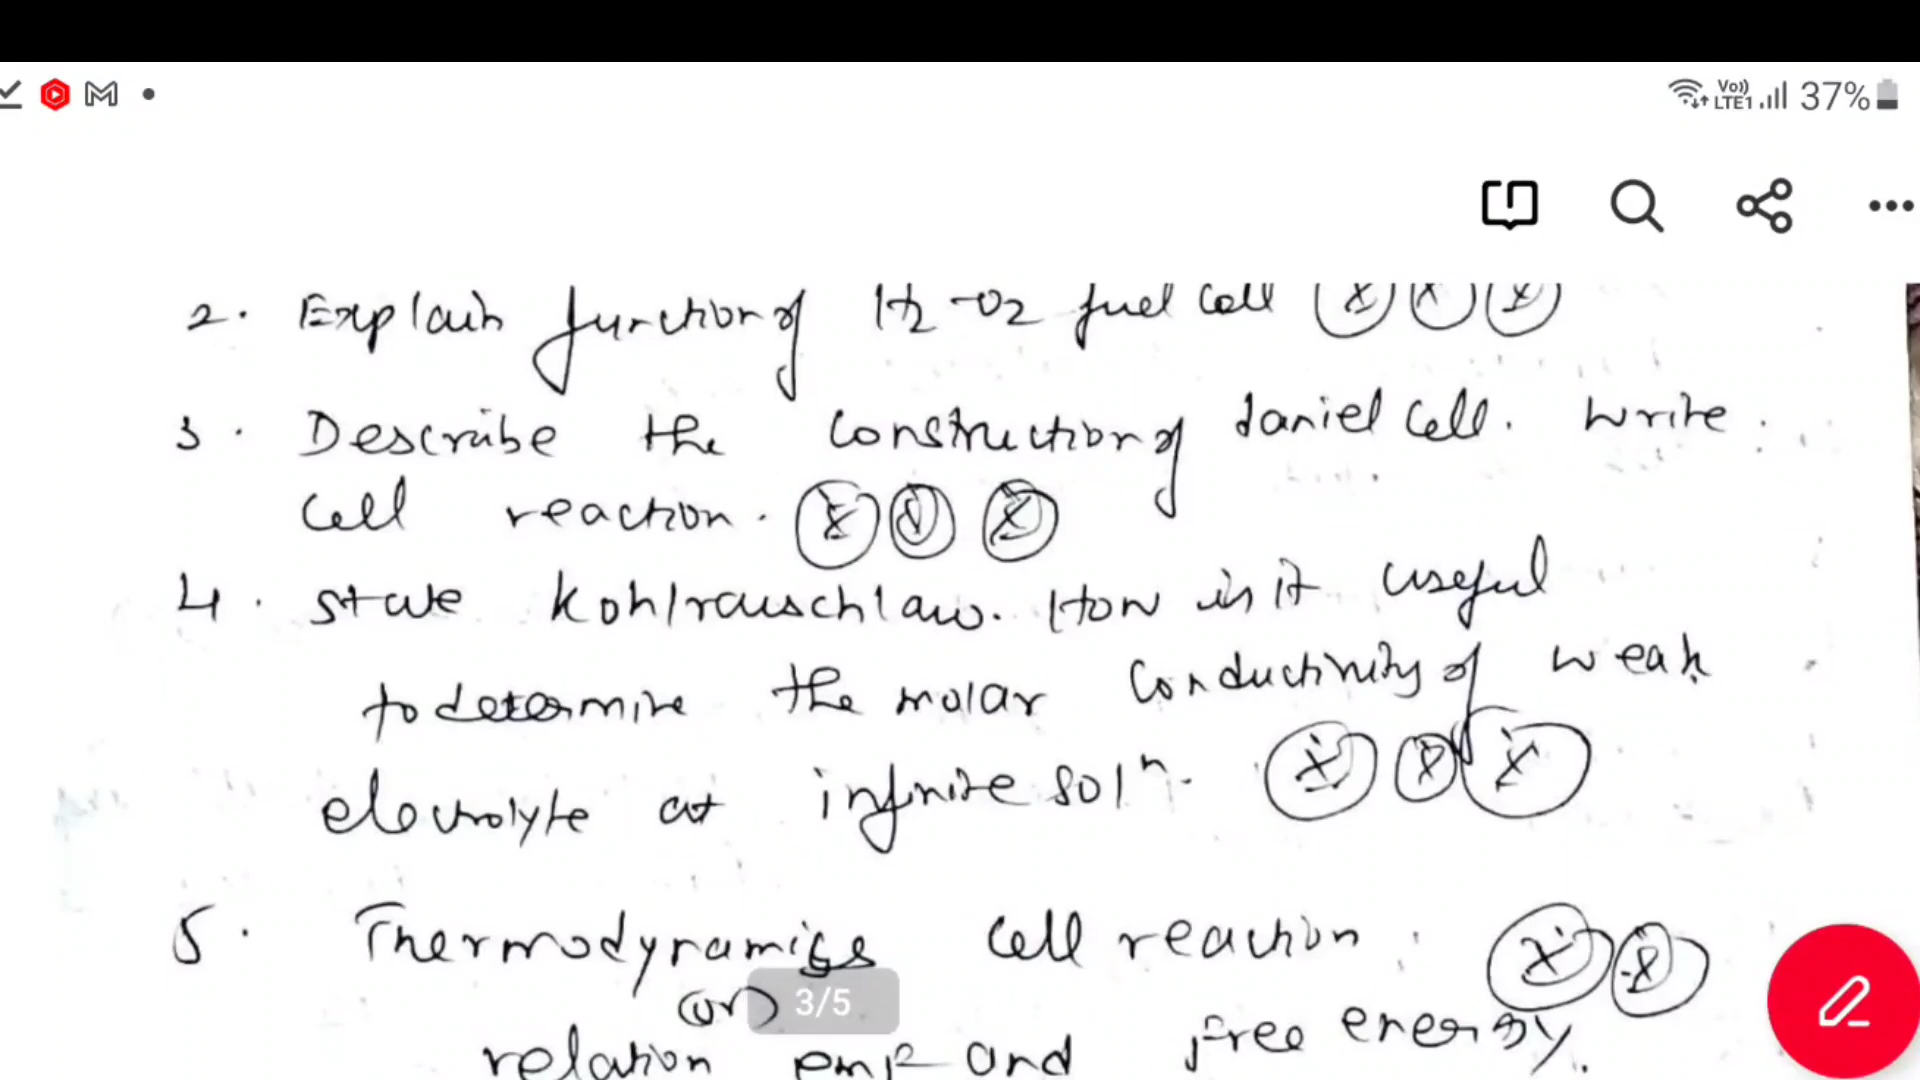 Vo)) LTE1 37%
2. Explain function of H2-O2 fuel cell
3. Describe the construction of daniel cell. Write
cell reaction.
4. State kohlrausch law. How is it useful
to determine the molar conductivity of weak
electrolyte at infinite solⁿ.
5. Thermodynamics cell reaction.
(or) 3/5
relation emf and free energy.